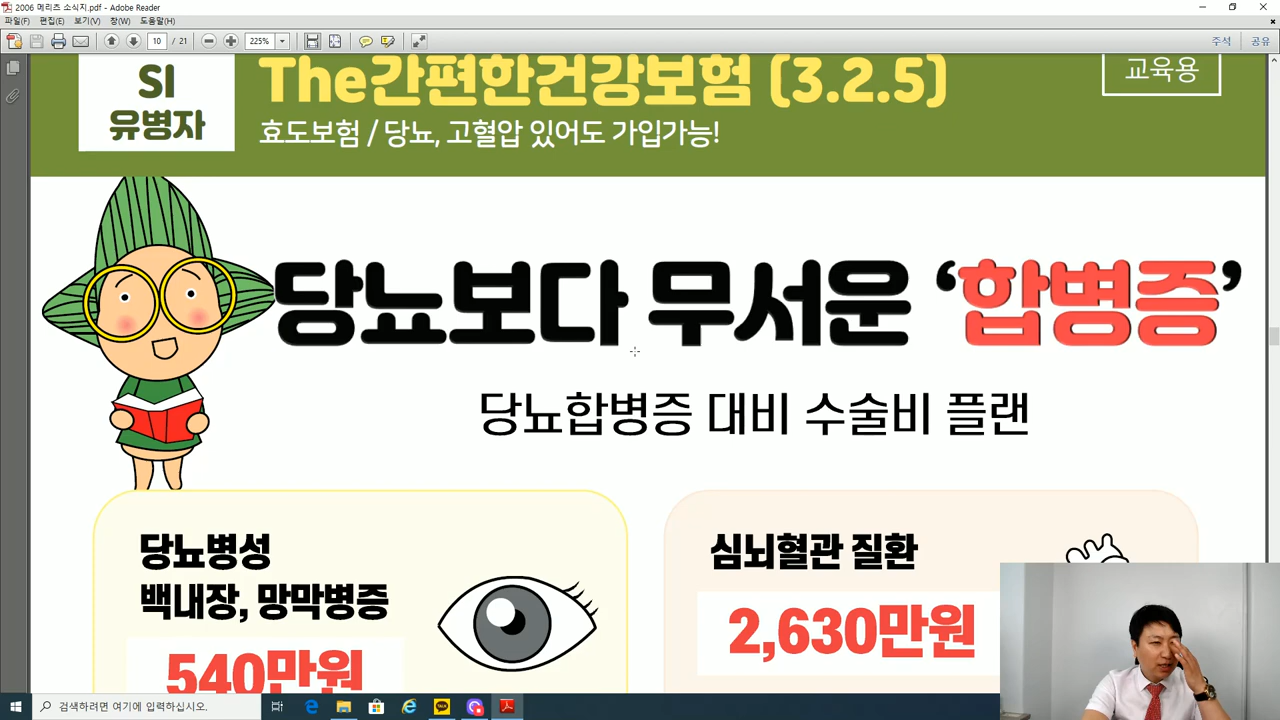 2006 메리츠 소식지.pdf - Adobe Reader
파일(F) 편집(E) 보기(V) 창(W) 도움말(H)
10 / 21 225% 주석 공유
SI
유병자
The간편한건강보험 (3.2.5)
효도보험 / 당뇨, 고혈압 있어도 가입가능!
교육용
당뇨보다 무서운 ‘합병증’
당뇨합병증 대비 수술비 플랜
당뇨병성
백내장, 망막병증
540만원
심뇌혈관 질환
2,630만원
검색하려면 여기에 입력하십시오.
TALK